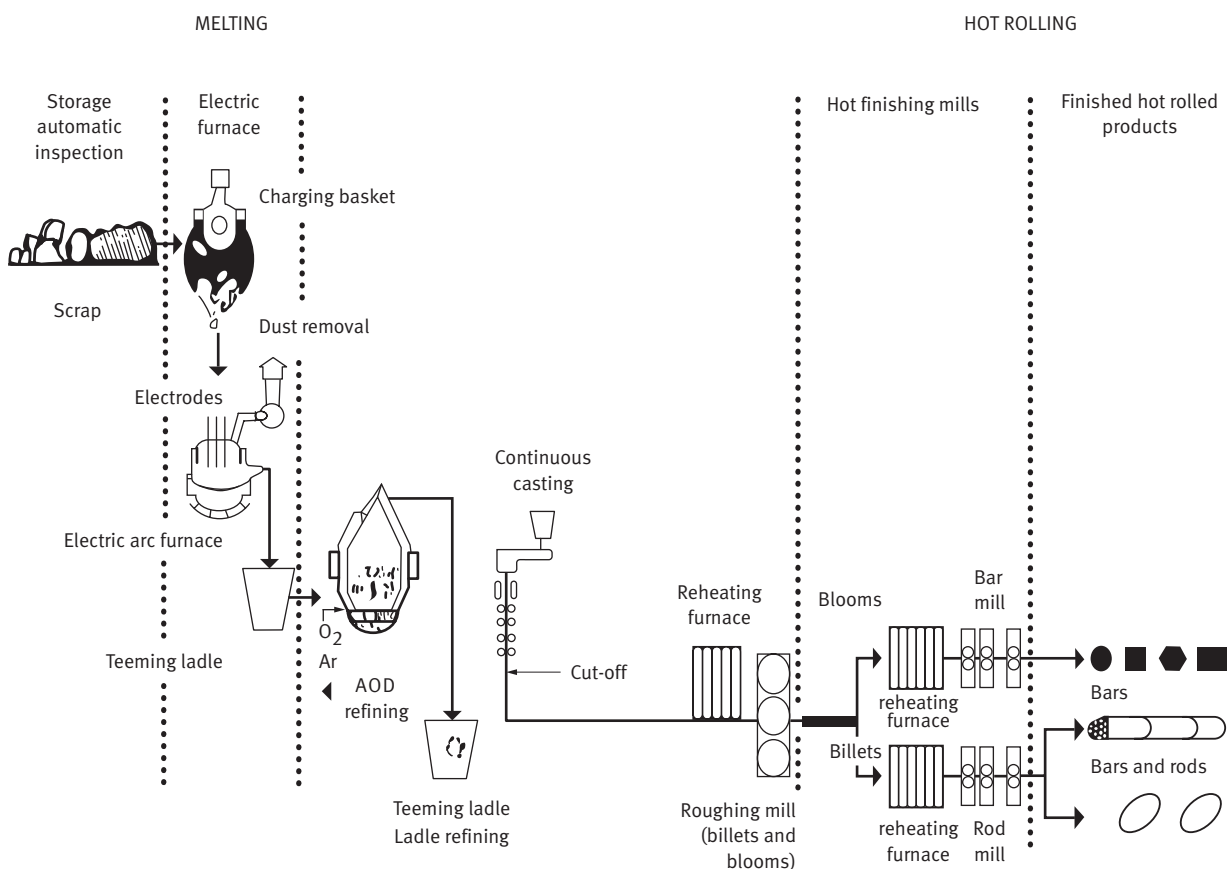 MELTING
HOT ROLLING
Storage
automatic
inspection
Electric
furnace
Hot finishing mills
Finished hot rolled
products
Charging basket
Scrap
Dust removal
Electrodes
Continuous
casting
Electric arc furnace
Reheating
furnace
Blooms
Bar
mill
O2
Teeming ladle
Ar
AOD
refining
Cut-off
reheating
furnace
Bars
Billets
Bars and rods
Teeming ladle
Ladle refining
Roughing mill
(billets and
blooms)
reheating
furnace
Rod
mill